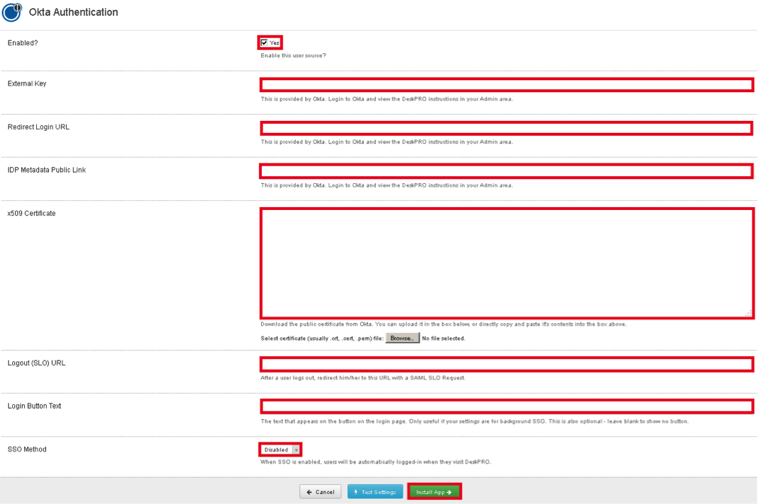 Okta Authentication
Enabled?
Yes
Enable this user source?
External Key
This is provided by Okta. Login to Okta and view the DeskPRO instructions in your Admin area.
Redirect Login URL
This is provided by Okta. Login to Okta and view the DeskPRO instructions in your Admin area.
IDP Metadata Public Link
This is provided by Okta. Login to Okta and view the DeskPRO instructions in your Admin area.
x509 Certificate
Download the public certificate from Okta. You can upload it in the box below, or directly copy and paste it's contents into the box above.
Select certificate (usually .crt, .cert, .pem) file: Browse... No file selected.
Logout (SLO) URL
After a user logs out, redirect him/her to this URL with a SAML SLO Request.
Login Button Text
The text that appears on the button on the login page. Only useful if your settings are for background SSO. This is also optional - leave blank to show no button.
SSO Method
Disabled
When SSO is enabled, users will be automatically logged-in when they visit DeskPRO.
Cancel Test Settings Install App